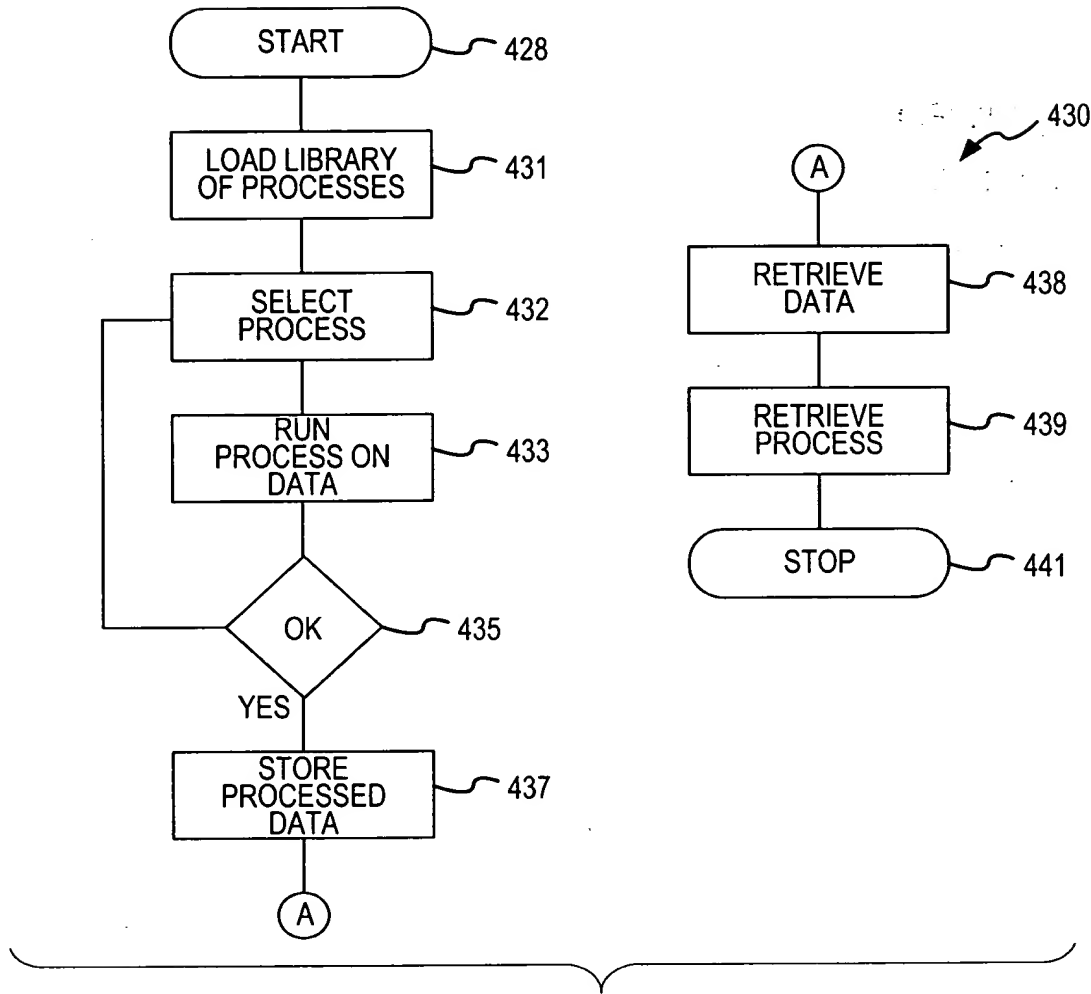 START
428
LOAD LIBRARY
OF PROCESSES
431
SELECT
PROCESS
432
RUN
PROCESS ON
DATA
433
OK
435
YES
STORE
PROCESSED
DATA
437
A
430
A
RETRIEVE
DATA
438
RETRIEVE
PROCESS
439
STOP
441